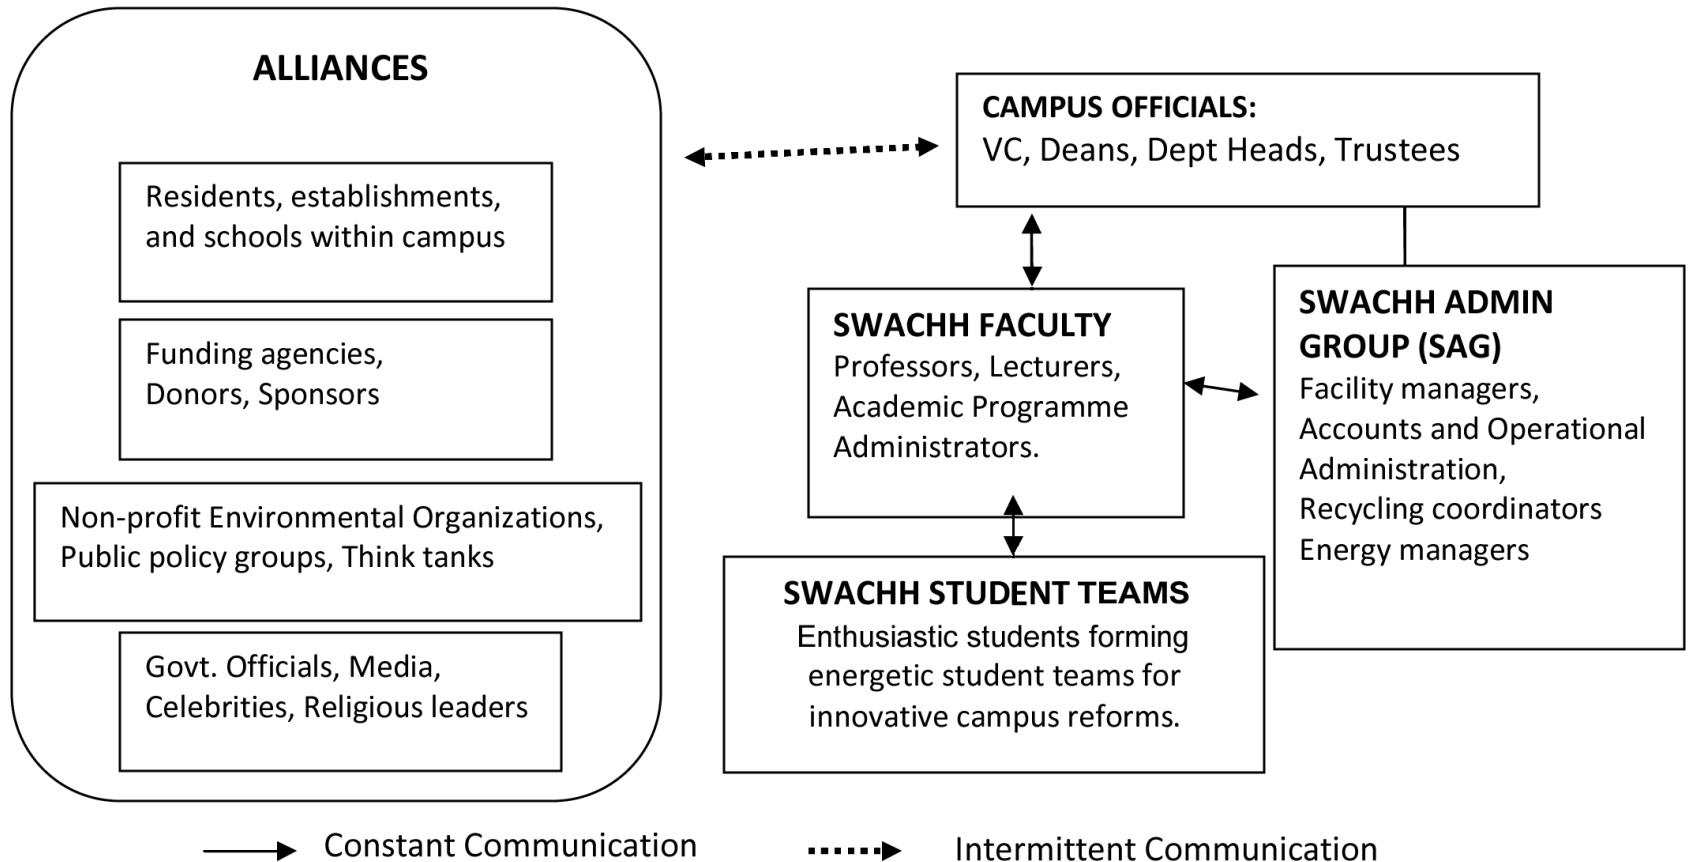 ALLIANCES
Residents, establishments,
and schools within campus
Funding agencies,
Donors, Sponsors
Non-profit Environmental Organizations,
Public policy groups, Think tanks
Govt. Officials, Media,
Celebrities, Religious leaders
CAMPUS OFFICIALS:
VC, Deans, Dept Heads, Trustees
SWACHH FACULTY
Professors, Lecturers,
Academic Programme
Administrators.
SWACHH ADMIN
GROUP (SAG)
Facility managers,
Accounts and Operational
Administration,
Recycling coordinators
Energy managers
SWACHH STUDENT TEAMS
Enthusiastic students forming
energetic student teams for
innovative campus reforms.
Constant Communication
Intermittent Communication